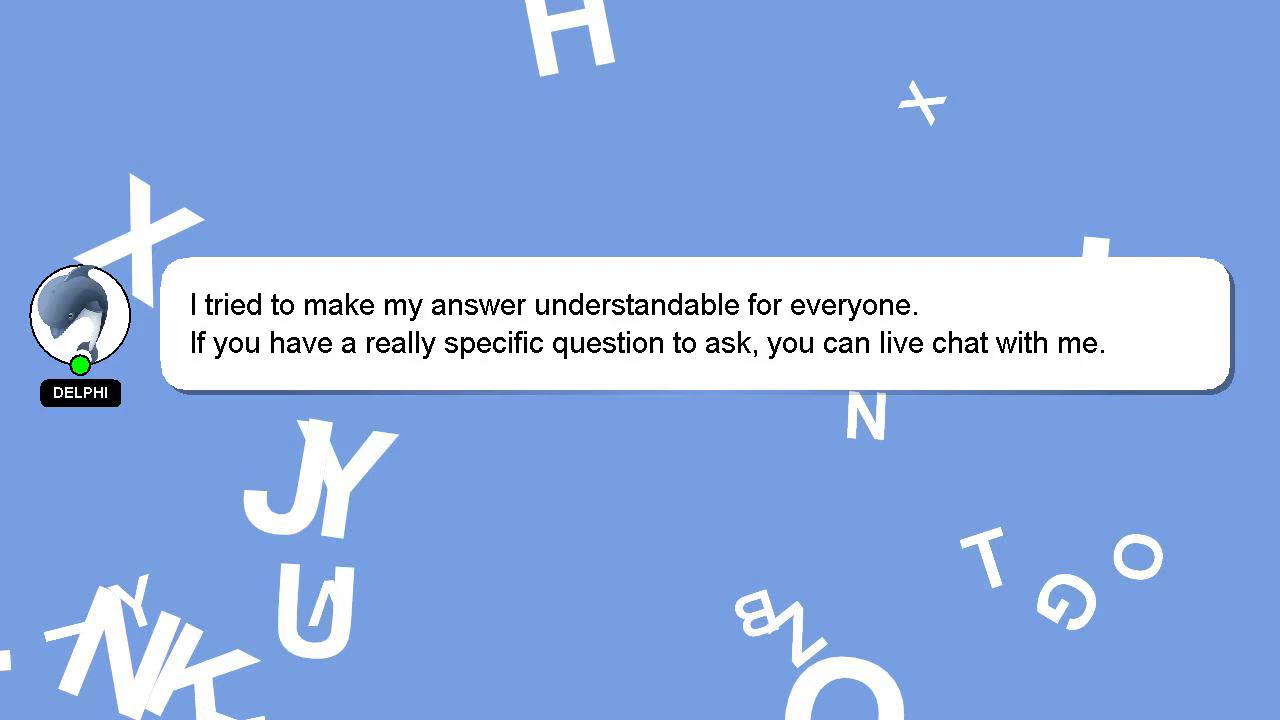 H
X
X
I tried to make my answer understandable for everyone.
If you have a really specific question to ask, you can live chat with me.
DELPHI
N
J
Y
T
O
U
G
B
Z
Y
N
K
O